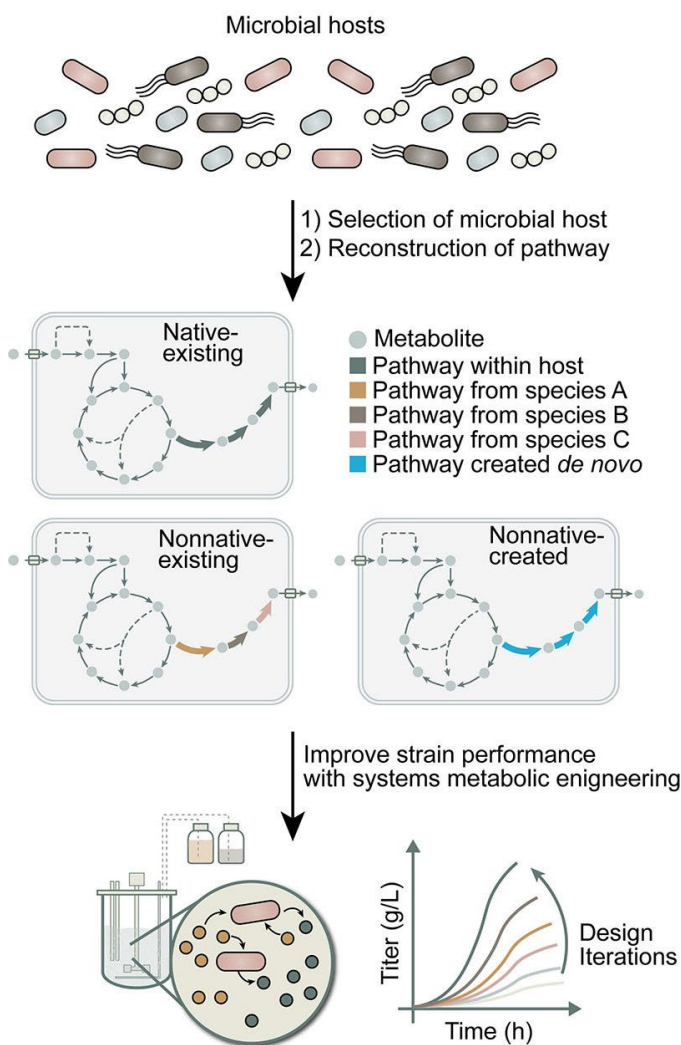 Microbial hosts
1) Selection of microbial host
2) Reconstruction of pathway
Native-
existing
Metabolite
Pathway within host
Pathway from species A
Pathway from species B
Pathway from species C
Pathway created de novo
Nonnative-
existing
Nonnative-
created
Improve strain performance
with systems metabolic enigneering
Titer (g/L)
Time (h)
Design
Iterations